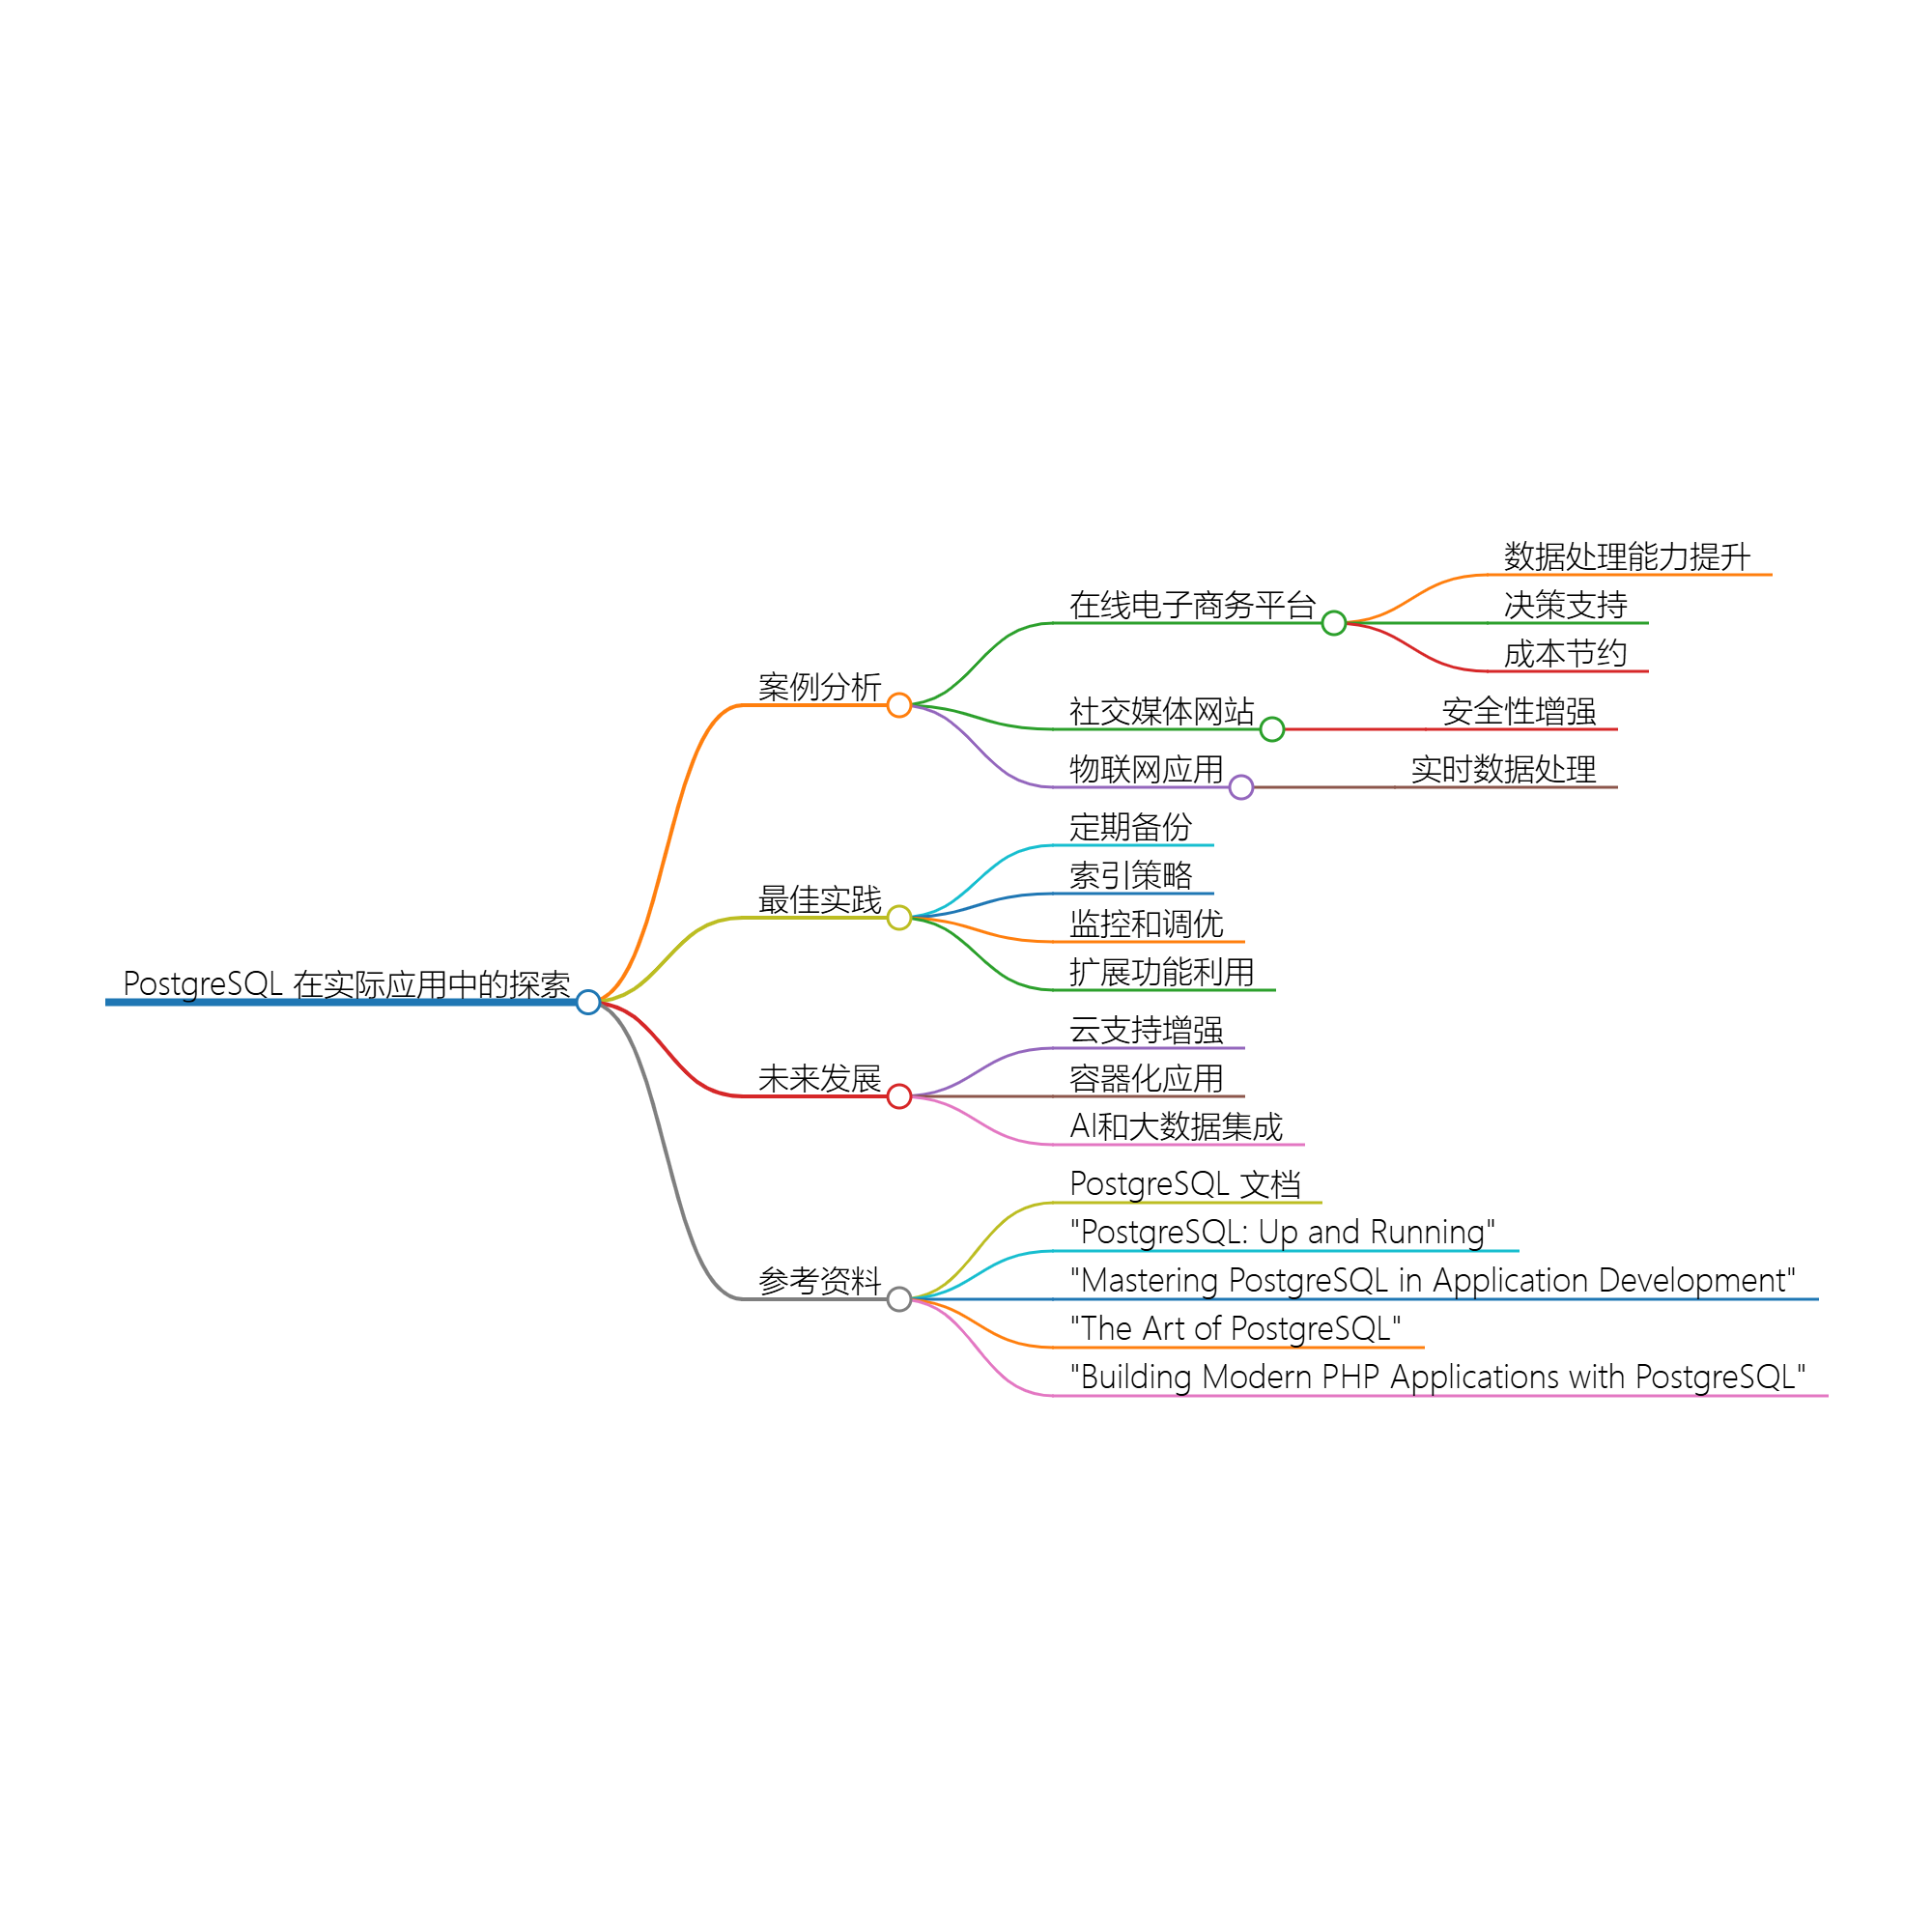 PostgreSQL 在实际应用中的探索
案例分析
在线电子商务平台
数据处理能力提升
决策支持
成本节约
社交媒体网站
安全性增强
物联网应用
实时数据处理
最佳实践
定期备份
索引策略
监控和调优
扩展功能利用
未来发展
云支持增强
容器化应用
AI和大数据集成
参考资料
PostgreSQL 文档
"PostgreSQL: Up and Running"
"Mastering PostgreSQL in Application Development"
"The Art of PostgreSQL"
"Building Modern PHP Applications with PostgreSQL"